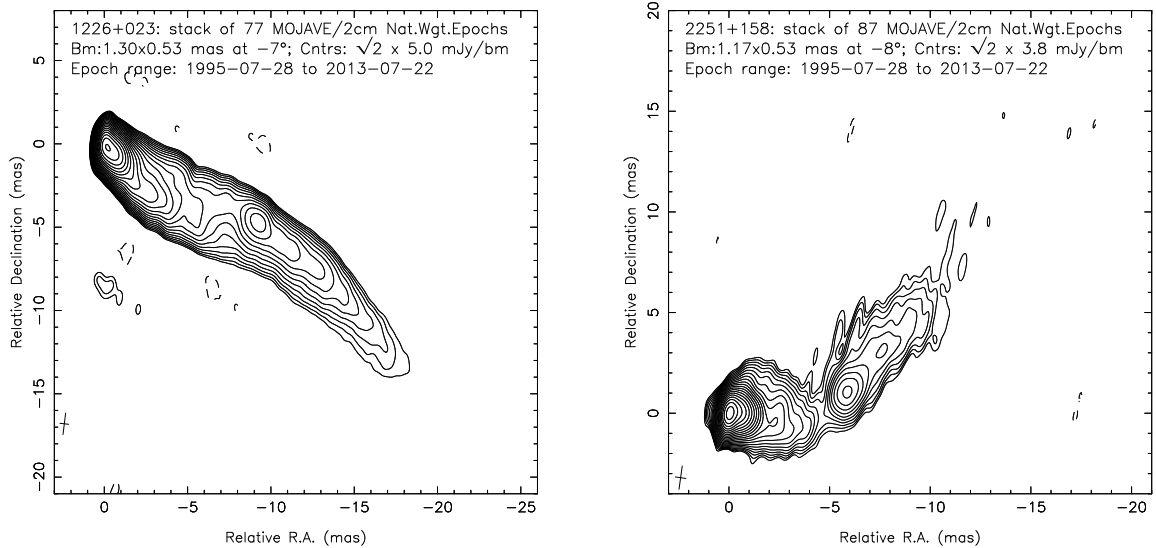 1226+023: stack of 77 MOJAVE/2cm Nat.Wgt.Epochs
Bm:1.30x0.53 mas at −7°; Cntrs: √2 x 5.0 mJy/bm
Epoch range: 1995−07−28 to 2013−07−22
5
0
−5
−10
−15
−20
Relative Declination (mas)
0
−5
−10
−15
−20
−25
Relative R.A. (mas)
2251+158: stack of 87 MOJAVE/2cm Nat.Wgt.Epochs
Bm:1.17x0.53 mas at −8°; Cntrs: √2 x 3.8 mJy/bm
Epoch range: 1995−07−28 to 2013−07−22
20
15
10
5
0
Relative Declination (mas)
0
−5
−10
−15
−20
Relative R.A. (mas)